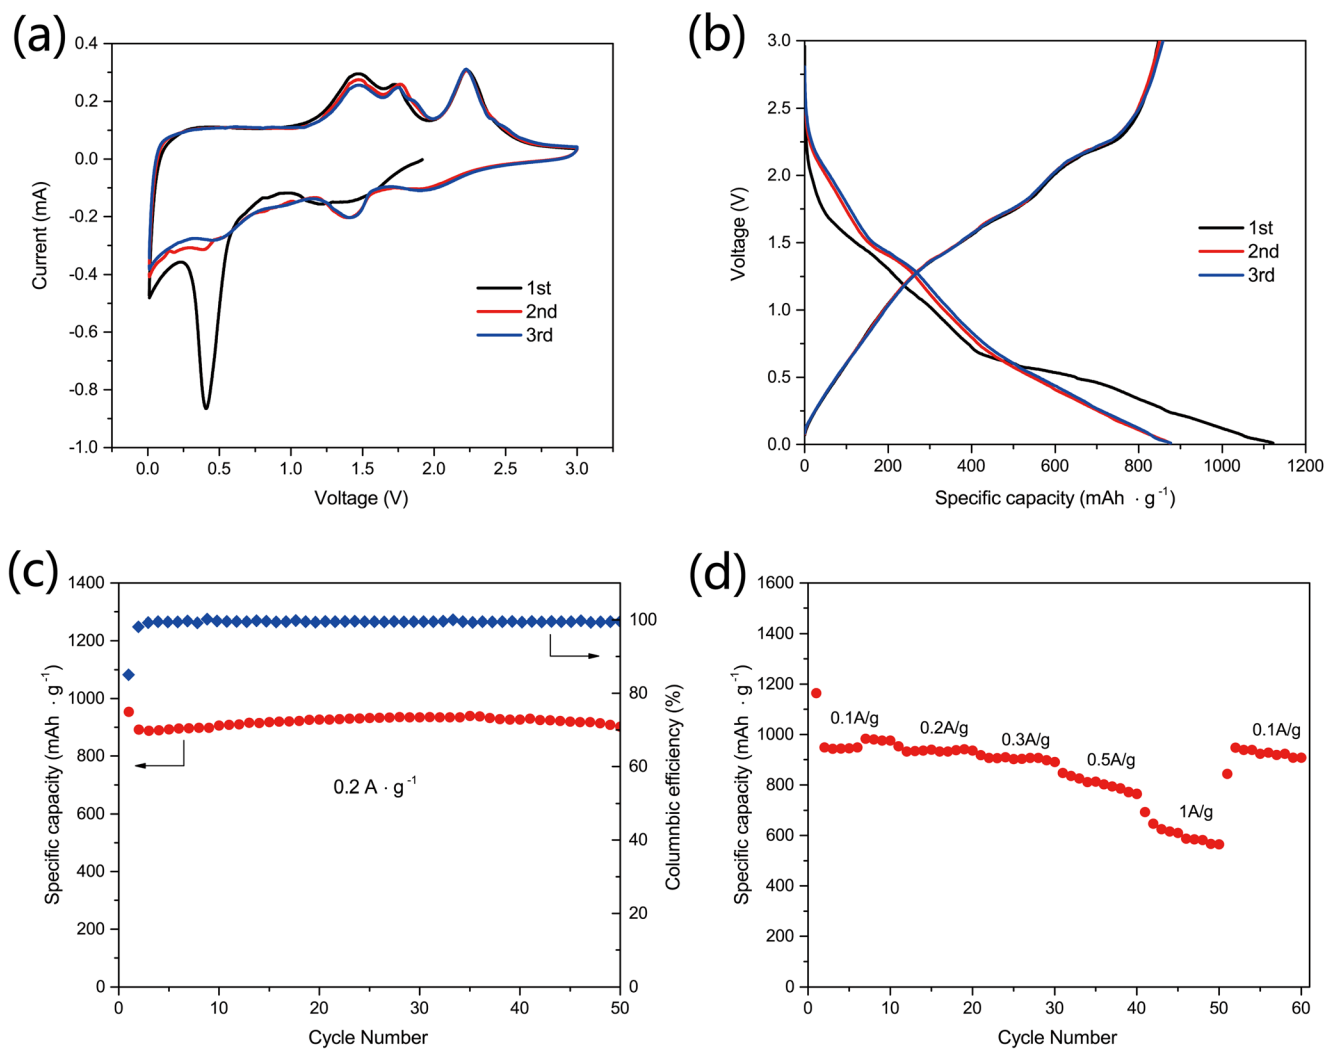 (a)
0.4
0.2
0.0
-0.2
-0.4
-0.6
-0.8
-1.0
Current (mA)
1st
2nd
3rd
0.0 0.5 1.0 1.5 2.0 2.5 3.0
Voltage (V)
(b)
3.0
2.5
2.0
1.5
1.0
0.5
0.0
Voltage (V)
1st
2nd
3rd
0 200 400 600 800 1000 1200
Specific capacity (mAh · g-1)
(c)
1400
1200
1000
800
600
400
200
0
Specific capacity (mAh · g-1)
0.2 A · g-1
100
80
60
40
20
0
Columnbic efficiency (%)
0 10 20 30 40 50
Cycle Number
(d)
1600
1400
1200
1000
800
600
400
200
0
Specific capacity (mAh · g-1)
0.1A/g
0.2A/g
0.3A/g
0.5A/g
1A/g
0.1A/g
0 10 20 30 40 50 60
Cycle Number